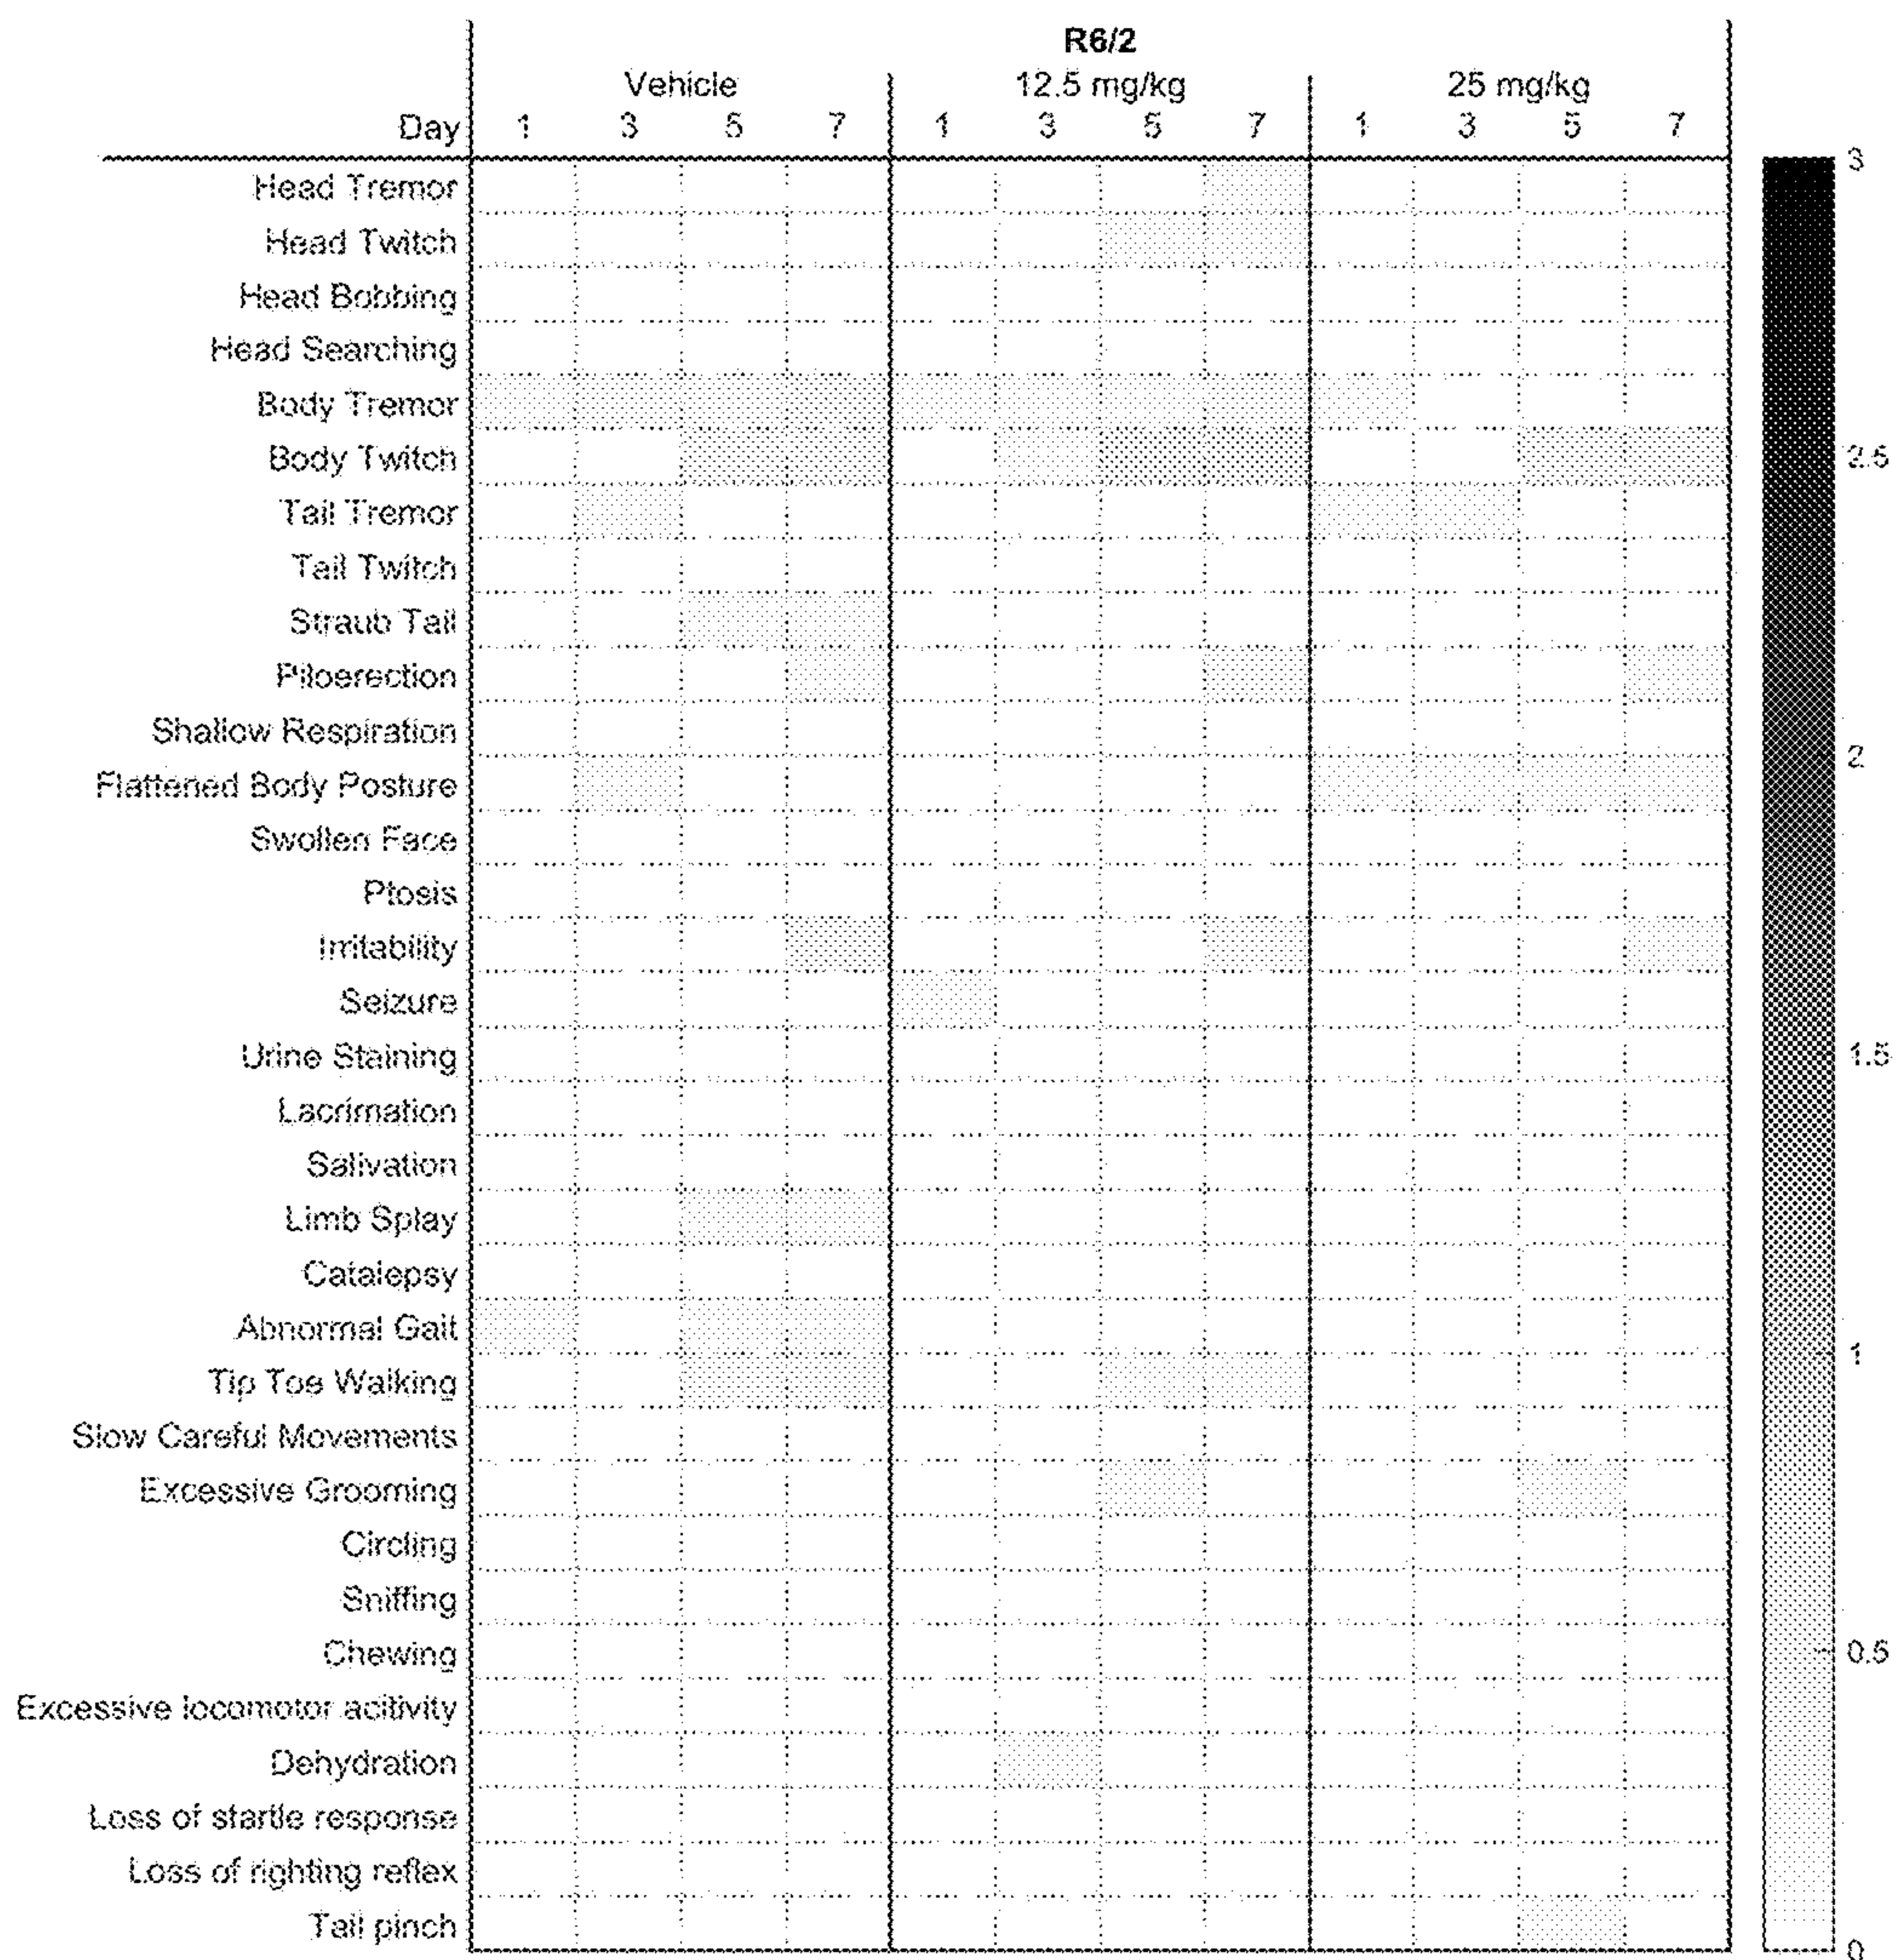 R6/2
Vehicle 12.5 mg/kg 25 mg/kg
Day 1 3 5 7 1 3 5 7 1 3 5 7
Head Tremor
Head Twitch
Head Bobbing
Head Searching
Body Tremor
Body Twitch
Tail Tremor
Tail Twitch
Straub Tail
Piloerection
Shallow Respiration
Flattened Body Posture
Swollen Face
Ptosis
Irritability
Seizure
Urine Staining
Lacrimation
Salivation
Limb Splay
Catalepsy
Abnormal Gait
Tip Toe Walking
Slow Careful Movements
Excessive Grooming
Circling
Sniffing
Chewing
Excessive locomotor acitivity
Dehydration
Loss of startle response
Loss of righting reflex
Tail pinch
3
2.5
2
1.5
1
0.5
0